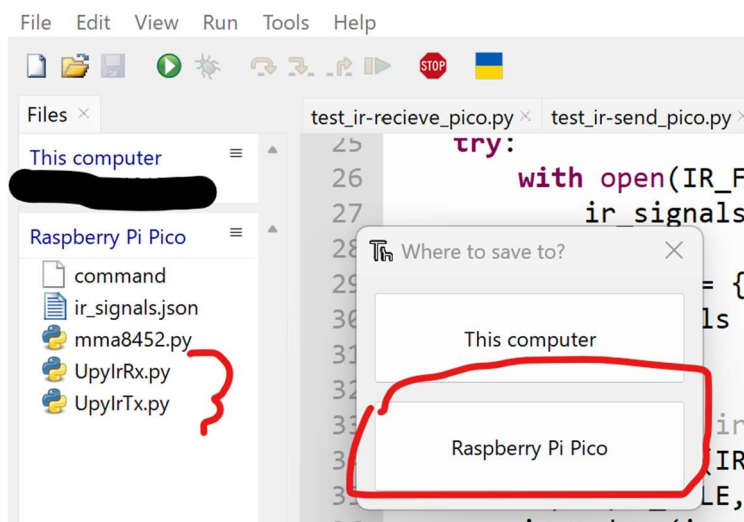 File Edit View Run Tools Help
STOP
Files
test_ir-recieve_pico.py test_ir-send_pico.py
This computer
Raspberry Pi Pico
command
ir_signals.json
mma8452.py
UpyIrRx.py
UpyIrTx.py
25 try:
26 with open(IR_F
27 ir_signals
28
29 = {
30 ls
31
32
33 in
34 (IR
35 LE,
Th Where to save to?
This computer
Raspberry Pi Pico